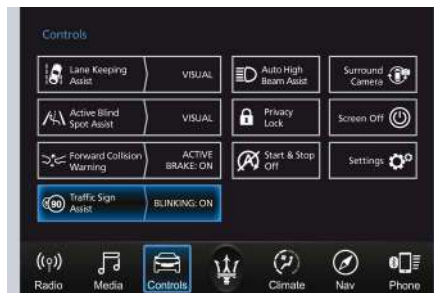 Controls
Lane Keeping
Assist
VISUAL
Auto High
Beam Assist
Surround
Camera
Active Blind
Spot Assist
VISUAL
Privacy
Lock
Screen Off
Forward Collision
Warning
ACTIVE
BRAKE: ON
Start & Stop
Off
Settings
90
Traffic Sign
Assist
BLINKING: ON
Radio
Media
Controls
Climate
Nav
Phone